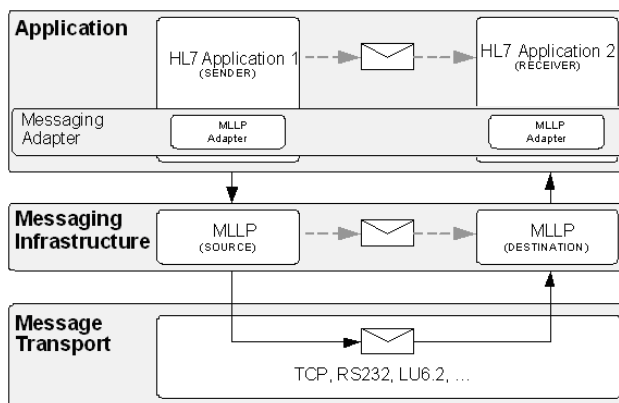 Application
HL7 Application 1
(SENDER)
HL7 Application 2
(RECEIVER)
Messaging
Adapter
MLLP
Adapter
MLLP
Adapter
Messaging
Infrastructure
MLLP
(SOURCE)
MLLP
(DESTINATION)
Message
Transport
TCP, RS232, LU6.2, ...